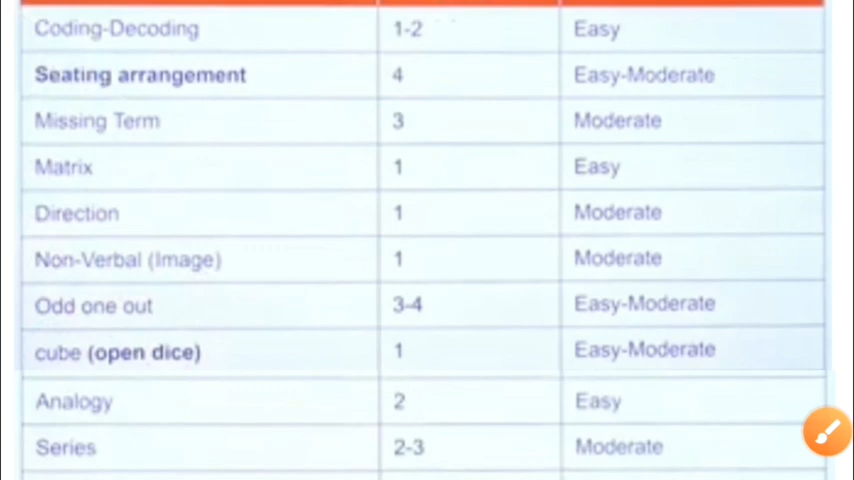 Coding-Decoding 1-2 Easy
Seating arrangement 4 Easy-Moderate
Missing Term 3 Moderate
Matrix 1 Easy
Direction 1 Moderate
Non-Verbal (Image) 1 Moderate
Odd one out 3-4 Easy-Moderate
cube (open dice) 1 Easy-Moderate
Analogy 2 Easy
Series 2-3 Moderate